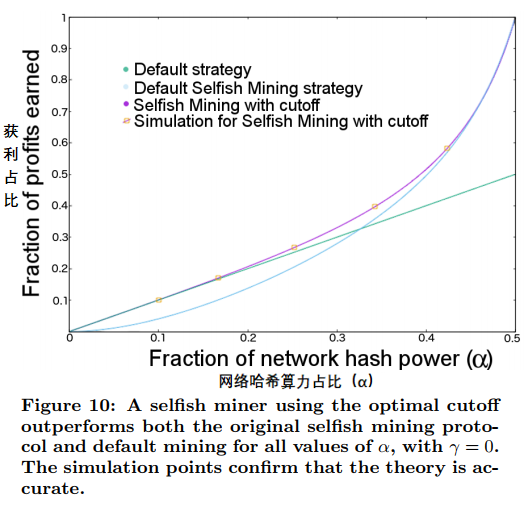 1
0.9
0.8
0.7
0.6
0.5
0.4
0.3
0.2
0.1
0
0.1
0.2
0.3
0.4
0.5
获利占比
Fraction of profits earned
Default strategy
Default Selfish Mining strategy
Selfish Mining with cutoff
Simulation for Selfish Mining with cutoff
Fraction of network hash power (α)
网络哈希算力占比（α）
Figure 10: A selfish miner using the optimal cutoff
outperforms both the original selfish mining proto-
col and default mining for all values of α, with γ = 0.
The simulation points confirm that the theory is ac-
curate.